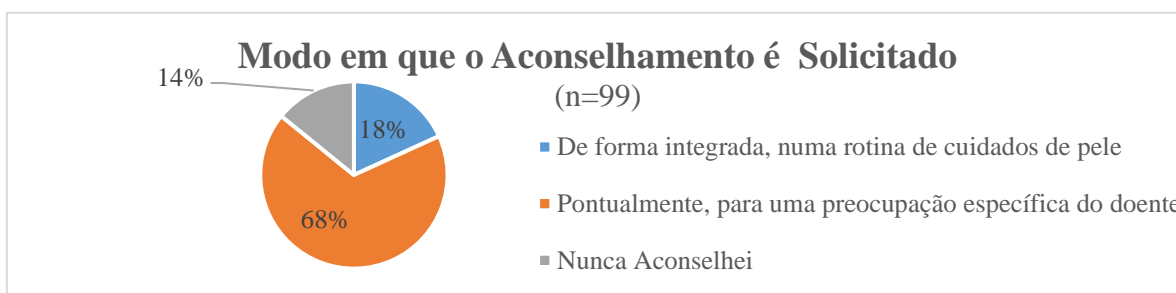 Modo em que o Aconselhamento é Solicitado
(n=99)
14%
18%
68%
De forma integrada, numa rotina de cuidados de pele
Pontualmente, para uma preocupação específica do doente
Nunca Aconselhei